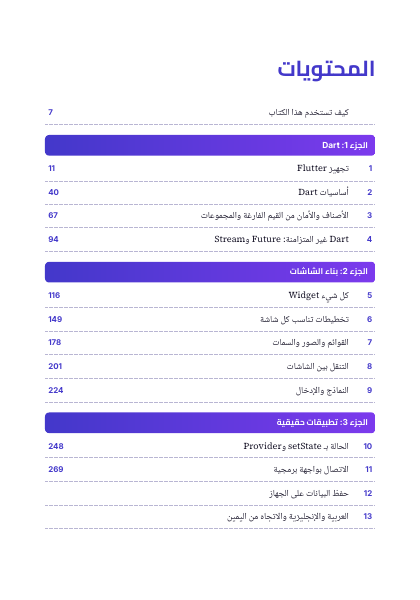 المحتويات
كيف تستخدم هذا الكتاب 7
الجزء 1: Dart
1 تجهيز Flutter 11
2 أساسيات Dart 40
3 الأصناف والأمان من القيم الفارغة والمجموعات 67
4 Dart غير المتزامنة: Future وStream 94
الجزء 2: بناء الشاشات
5 كل شيء Widget 116
6 تخطيطات تناسب كل شاشة 149
7 القوائم والصور والسمات 178
8 التنقل بين الشاشات 201
9 النماذج والإدخال 224
الجزء 3: تطبيقات حقيقية
10 الحالة بـ setState وProvider 248
11 الاتصال بواجهة برمجية 269
12 حفظ البيانات على الجهاز
13 العربية والإنجليزية والاتجاه من اليمين